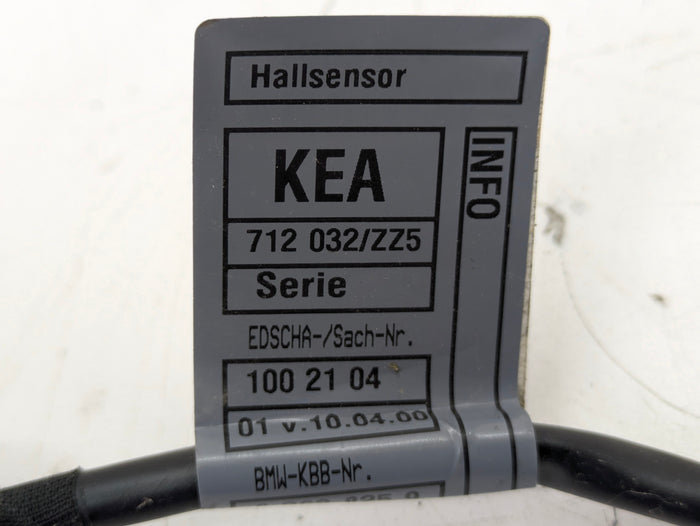 Hallsensor
KEA
INFO
712 032/ZZ5
Serie
EDSCHA-/Sach-Nr.
100 21 04
01 v.10.04.00
BMW-KBB-Nr.